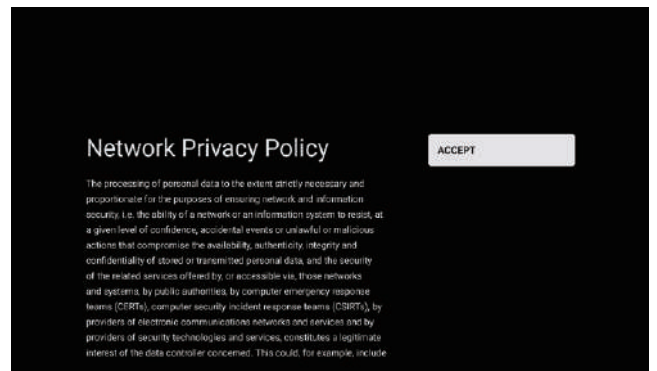 Network Privacy Policy
ACCEPT
The processing of personal data to the extent strictly necessary and
proportionate for the purposes of ensuring network and information
security, i.e. the ability of a network or an information system to resist, at
a given level of confidence, accidental events or unlawful or malicious
actions that compromise the availability, authenticity, integrity and
confidentiality of stored or transmitted personal data, and the security
of the related services offered by, or accessible via, those networks
and systems, by public authorities, by computer emergency response
teams (CERTs), computer security incident response teams (CSIRTs), by
providers of electronic communications networks and services and by
providers of security technologies and services, constitutes a legitimate
interest of the data controller concerned. This could, for example, include